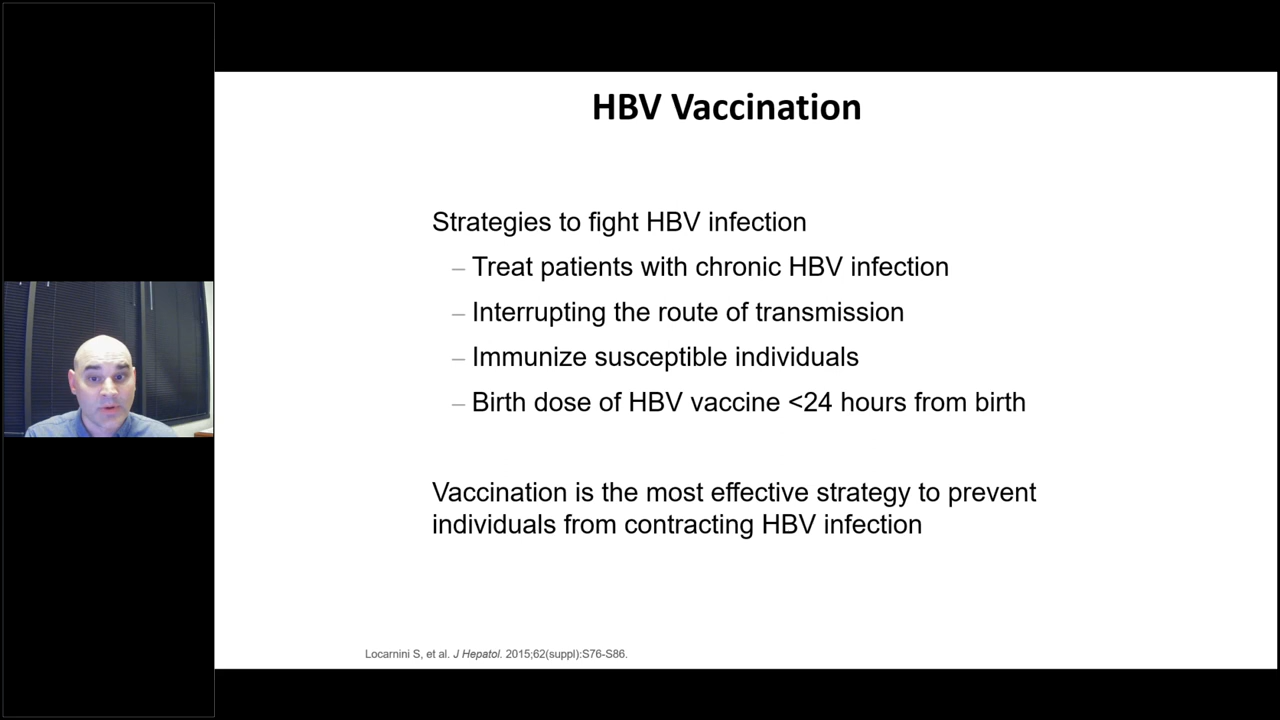 HBV Vaccination
Strategies to fight HBV infection
– Treat patients with chronic HBV infection
– Interrupting the route of transmission
– Immunize susceptible individuals
– Birth dose of HBV vaccine <24 hours from birth
Vaccination is the most effective strategy to prevent
individuals from contracting HBV infection
Locarnini S, et al. J Hepatol. 2015;62(suppl):S76-S86.